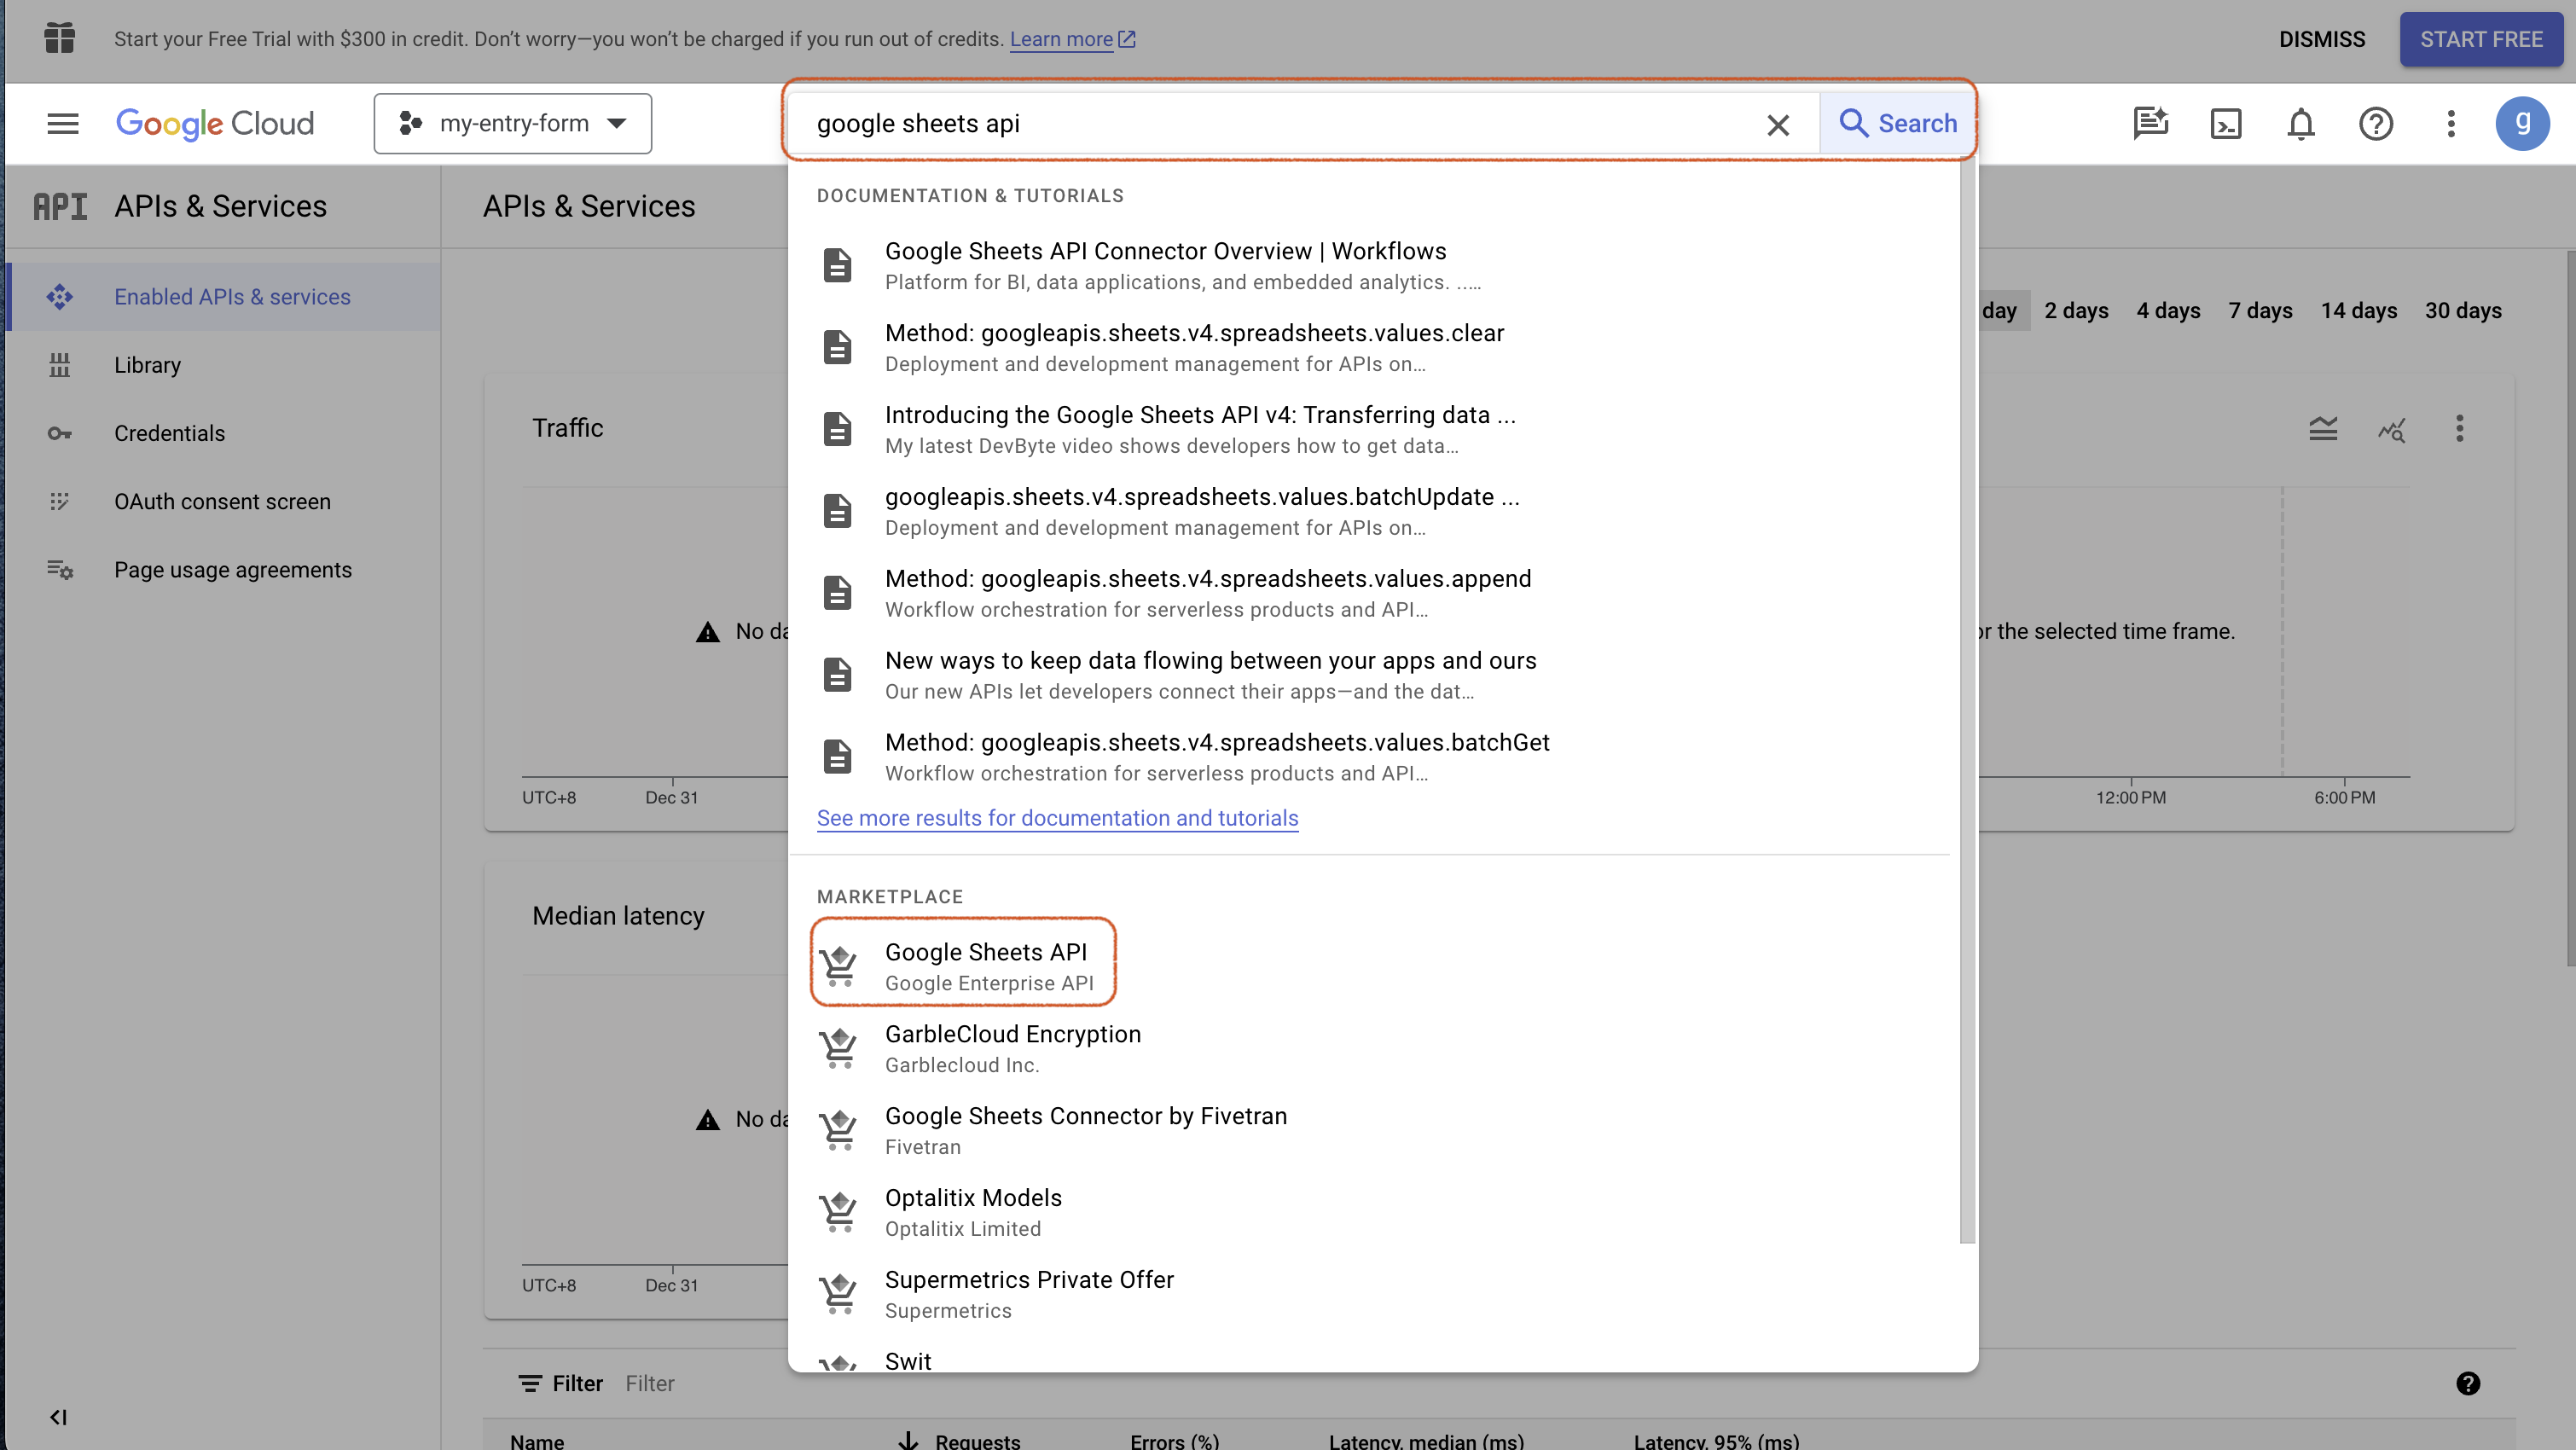 Start your Free Trial with $300 in credit. Don't worry—you won't be charged if you run out of credits. Learn more
DISMISS
START FREE
Google Cloud
my-entry-form
google sheets api
Search
g
API
APIs & Services
APIs & Services
Enabled APIs & services
Library
Credentials
OAuth consent screen
Page usage agreements
day
2 days
4 days
7 days
14 days
30 days
Traffic
No da
or the selected time frame.
UTC+8
Dec 31
12:00 PM
6:00 PM
Median latency
No da
UTC+8
Dec 31
DOCUMENTATION & TUTORIALS
Google Sheets API Connector Overview | Workflows
Platform for BI, data applications, and embedded analytics. ..…
Method: googleapis.sheets.v4.spreadsheets.values.clear
Deployment and development management for APIs on…
Introducing the Google Sheets API v4: Transferring data ...
My latest DevByte video shows developers how to get data…
googleapis.sheets.v4.spreadsheets.values.batchUpdate ...
Deployment and development management for APIs on…
Method: googleapis.sheets.v4.spreadsheets.values.append
Workflow orchestration for serverless products and API…
New ways to keep data flowing between your apps and ours
Our new APIs let developers connect their apps—and the dat…
Method: googleapis.sheets.v4.spreadsheets.values.batchGet
Workflow orchestration for serverless products and API…
See more results for documentation and tutorials
MARKETPLACE
Google Sheets API
Google Enterprise API
GarbleCloud Encryption
Garblecloud Inc.
Google Sheets Connector by Fivetran
Fivetran
Optalitix Models
Optalitix Limited
Supermetrics Private Offer
Supermetrics
Swit
Filter
Filter
Name
Requests
Errors (%)
Latency, median (ms)
Latency, 95% (ms)